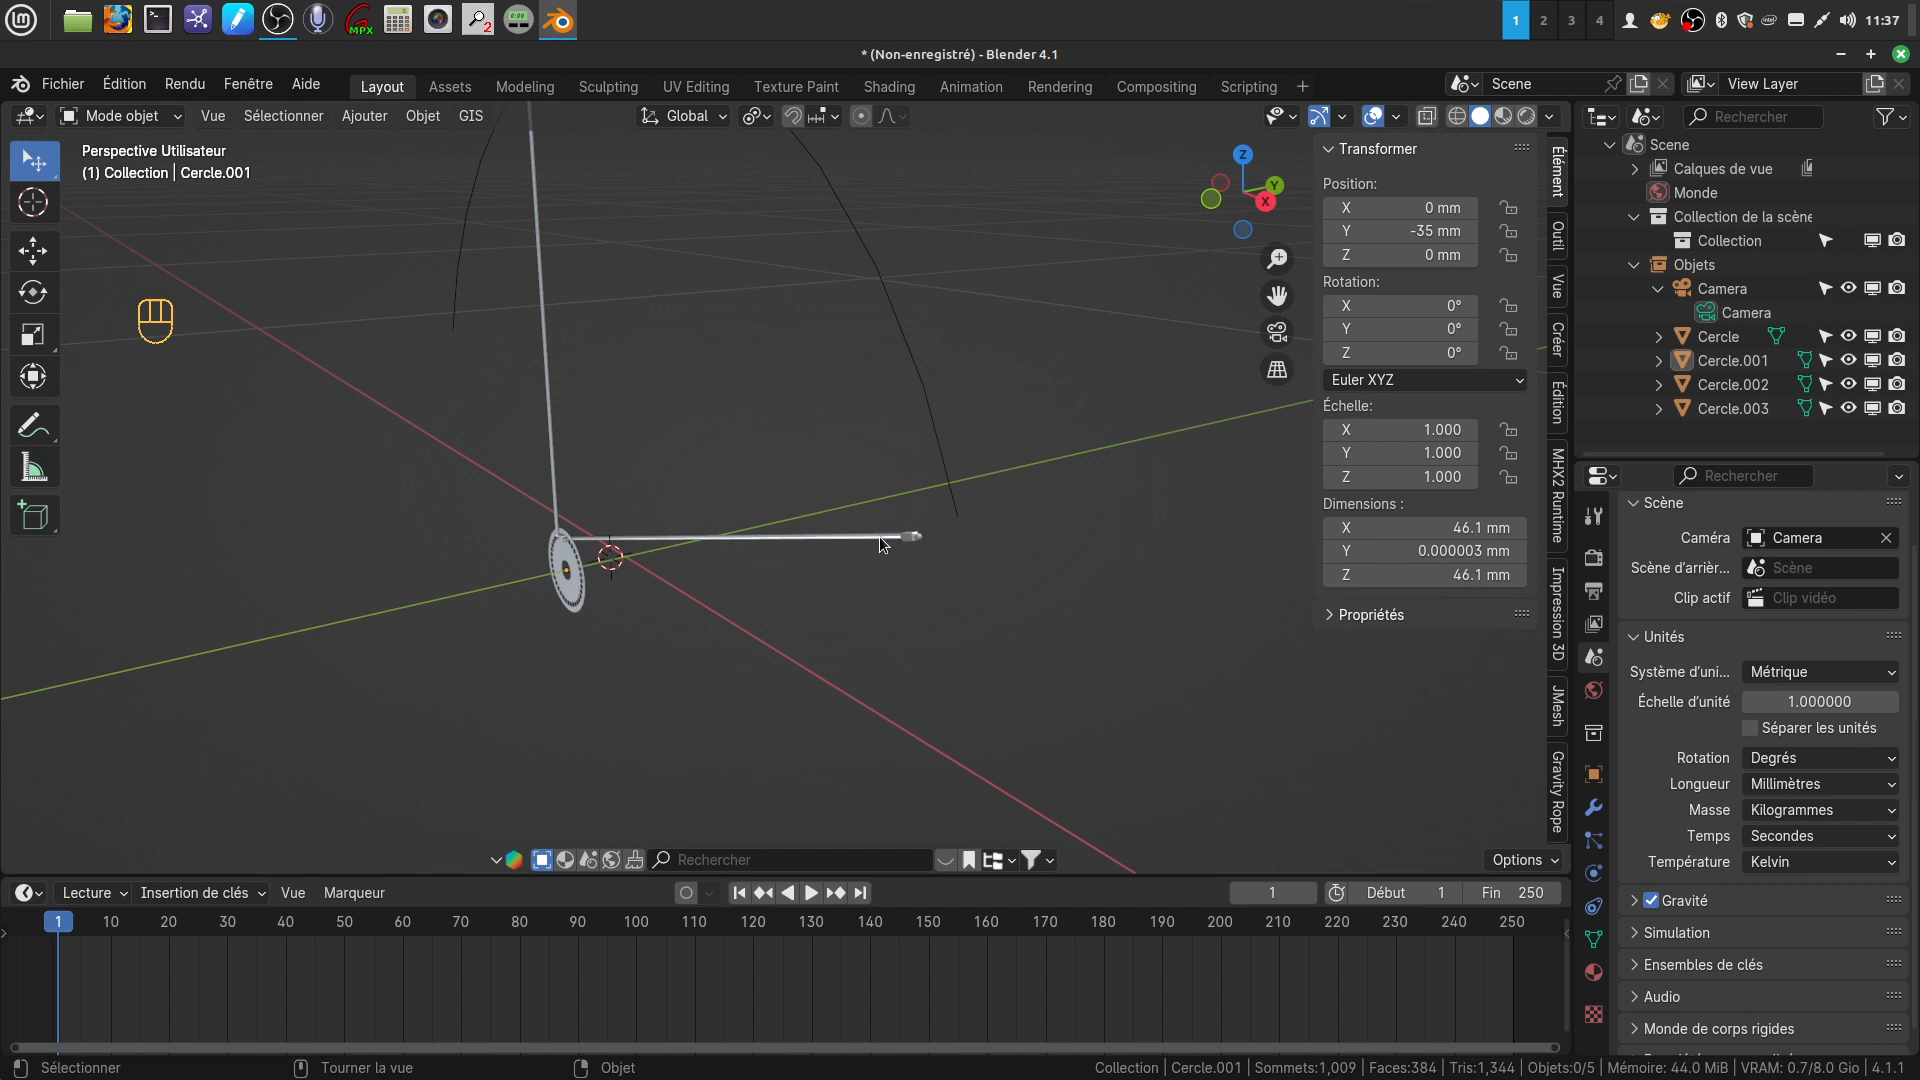 MPX
2
0:00
1 2 3 4
11:37
* (Non-enregistré) - Blender 4.1
Fichier Édition Rendu Fenêtre Aide
Layout Assets Modeling Sculpting UV Editing Texture Paint Shading Animation Rendering Compositing Scripting +
Scene
View Layer
Mode objet Vue Sélectionner Ajouter Objet GIS
Global
Perspective Utilisateur
(1) Collection | Cercle.001
Z
Y
X
Transformer
Position:
X 0 mm
Y -35 mm
Z 0 mm
Rotation:
X 0°
Y 0°
Z 0°
Euler XYZ
Échelle:
X 1.000
Y 1.000
Z 1.000
Dimensions :
X 46.1 mm
Y 0.000003 mm
Z 46.1 mm
Propriétés
Élément
Outil
Vue
Créer
Édition
MHX2 Runtime
Impression 3D
JMesh
Gravity Rope
Rechercher
Options
Rechercher
Scene
Calques de vue
Monde
Collection de la scène
Collection
Objets
Camera
Camera
Cercle
Cercle.001
Cercle.002
Cercle.003
Rechercher
Scène
Caméra Camera
Scène d'arrièr... Scène
Clip actif Clip vidéo
Unités
Système d'uni... Métrique
Échelle d'unité 1.000000
Séparer les unités
Rotation Degrés
Longueur Millimètres
Masse Kilogrammes
Temps Secondes
Température Kelvin
Gravité
Simulation
Ensembles de clés
Audio
Monde de corps rigides
Lecture Insertion de clés Vue Marqueur
1
Début 1 Fin 250
1 10 20 30 40 50 60 70 80 90 100 110 120 130 140 150 160 170 180 190 200 210 220 230 240 250
Sélectionner Tourner la vue Objet
Collection | Cercle.001 | Sommets:1,009 | Faces:384 | Tris:1,344 | Objets:0/5 | Mémoire: 44.0 MiB | VRAM: 0.7/8.0 Gio | 4.1.1